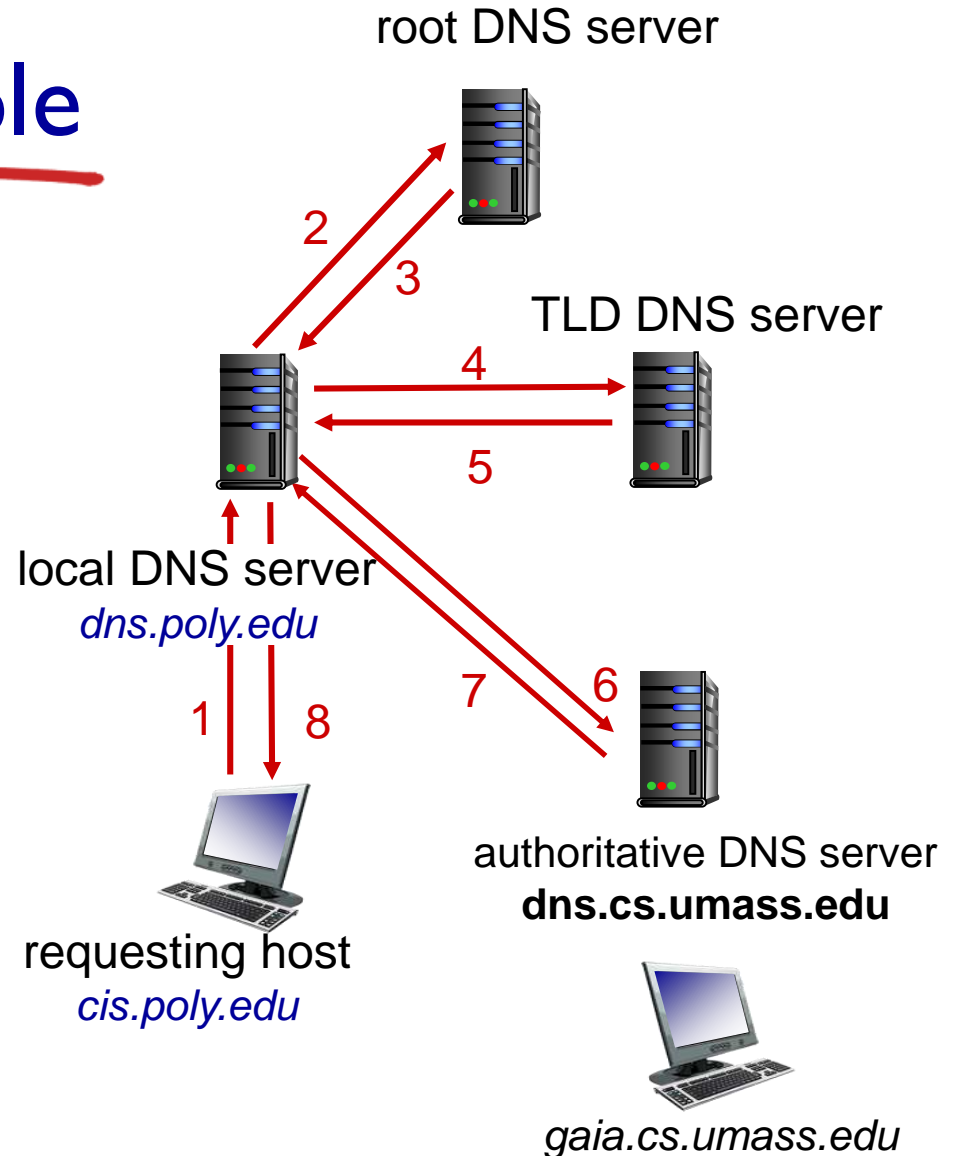 root DNS server
2
3
TLD DNS server
4
5
local DNS server
dns.poly.edu
1
8
7
6
authoritative DNS server
dns.cs.umass.edu
requesting host
cis.poly.edu
gaia.cs.umass.edu